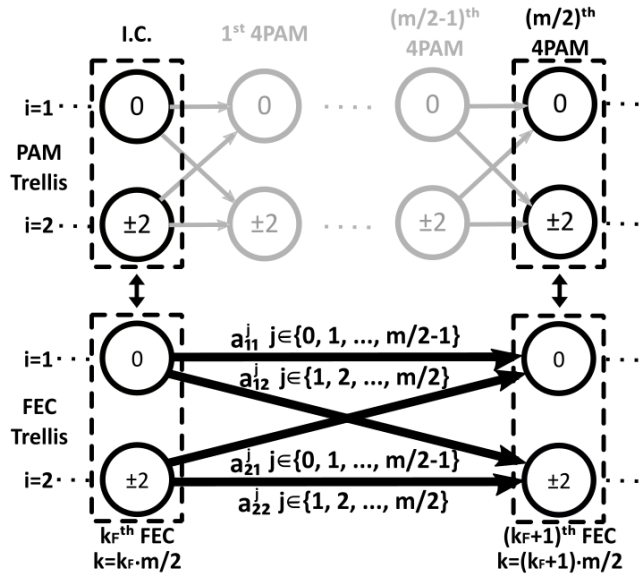 I.C. 1st 4PAM (m/2-1)th 4PAM (m/2)th 4PAM
i=1 · · · 0 0 · · · · 0 0 · · ·
PAM Trellis
i=2 · · · ±2 ±2 · · · · ±2 ±2 · · ·
a₁₁ʲ j∈{0, 1, ..., m/2-1}
i=1 · · · 0 0 · · ·
a₁₂ʲ j∈{1, 2, ..., m/2}
FEC Trellis
a₂₁ʲ j∈{0, 1, ..., m/2-1}
i=2 · · · ±2 ±2 · · ·
a₂₂ʲ j∈{1, 2, ..., m/2}
kFth FEC (kF+1)th FEC
k=kF·m/2 k=(kF+1)·m/2